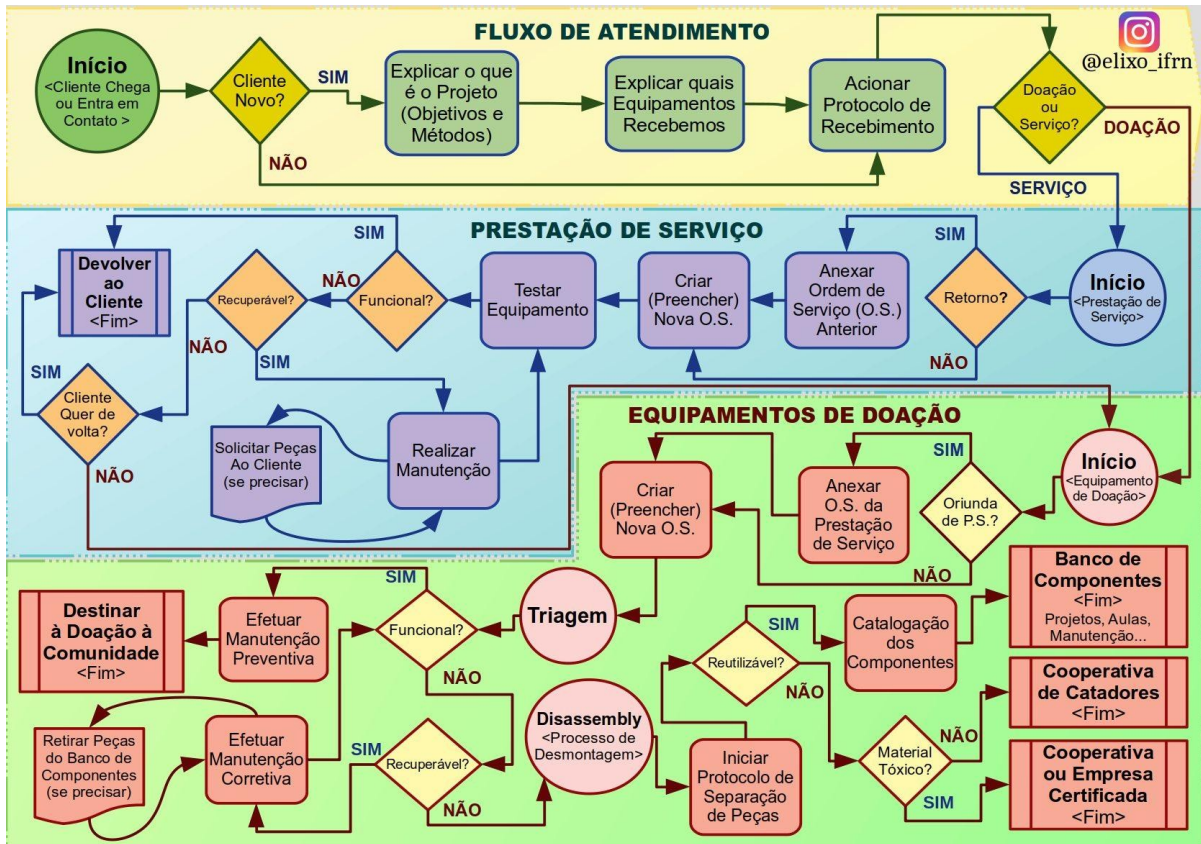 FLUXO DE ATENDIMENTO
@elixo_ifrn
Início
<Cliente Chega
ou Entra em
Contato >
Cliente
Novo?
SIM
NÃO
Explicar o que
é o Projeto
(Objetivos e
Métodos)
Explicar quais
Equipamentos
Recebemos
Acionar
Protocolo de
Recebimento
Doação
ou
Serviço?
DOAÇÃO
SERVIÇO
PRESTAÇÃO DE SERVIÇO
Início
<Prestação de
Serviço>
Retorno?
SIM
NÃO
Anexar
Ordem de
Serviço (O.S.)
Anterior
Criar
(Preencher)
Nova O.S.
Testar
Equipamento
Funcional?
SIM
NÃO
Recuperável?
NÃO
SIM
Devolver
ao
Cliente
<Fim>
Cliente
Quer de
volta?
SIM
NÃO
Solicitar Peças
Ao Cliente
(se precisar)
Realizar
Manutenção
EQUIPAMENTOS DE DOAÇÃO
Início
<Equipamento
de Doação>
Oriunda
de P.S.?
SIM
NÃO
Anexar
O.S. da
Prestação
de Serviço
Criar
(Preencher)
Nova O.S.
Triagem
Funcional?
SIM
NÃO
Efetuar
Manutenção
Preventiva
Destinar
à Doação à
Comunidade
<Fim>
Recuperável?
SIM
NÃO
Efetuar
Manutenção
Corretiva
Retirar Peças
do Banco de
Componentes
(se precisar)
Disassembly
<Processo de
Desmontagem>
Iniciar
Protocolo de
Separação
de Peças
Reutilizável?
SIM
NÃO
Catalogação
dos
Componentes
Banco de
Componentes
<Fim>
Projetos, Aulas,
Manutenção...
Material
Tóxico?
NÃO
SIM
Cooperativa
de Catadores
<Fim>
Cooperativa
ou Empresa
Certificada
<Fim>